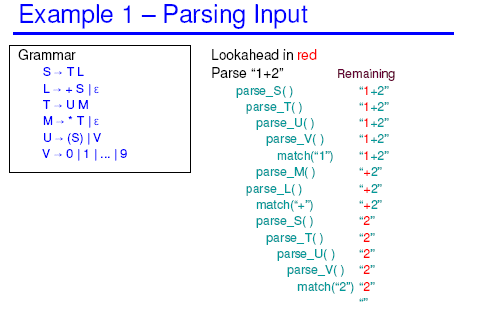 Example 1 – Parsing Input
Grammar
S → T L
L → + S | ε
T → U M
M → * T | ε
U → (S) | V
V → 0 | 1 | ... | 9
Lookahead in red
Parse “1+2” Remaining
parse_S( ) “1+2”
parse_T( ) “1+2”
parse_U( ) “1+2”
parse_V( ) “1+2”
match(“1”) “1+2”
parse_M( ) “+2”
parse_L( ) “+2”
match(“+”) “+2”
parse_S( ) “2”
parse_T( ) “2”
parse_U( ) “2”
parse_V( ) “2”
match(“2”) “2”
“”